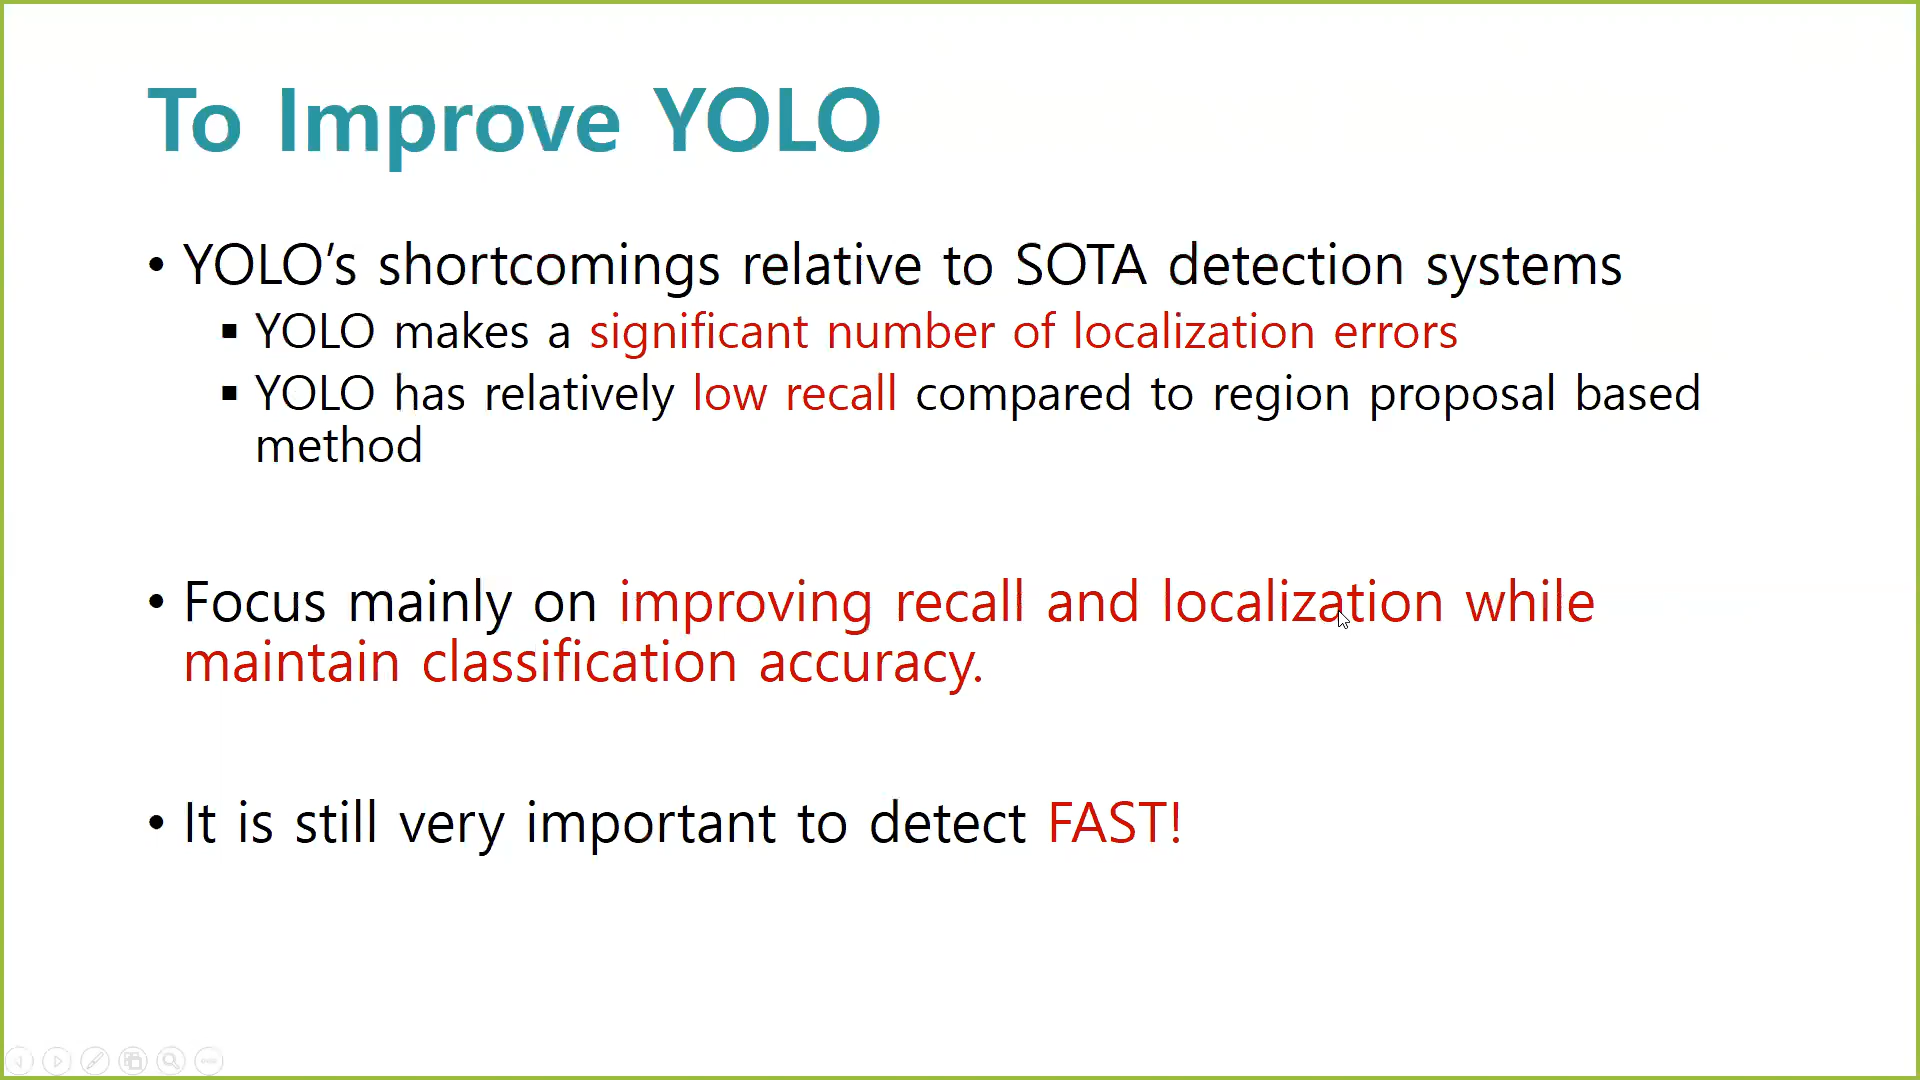 To Improve YOLO
• YOLO’s shortcomings relative to SOTA detection systems
▪ YOLO makes a significant number of localization errors
▪ YOLO has relatively low recall compared to region proposal based
method
• Focus mainly on improving recall and localization while
maintain classification accuracy.
• It is still very important to detect FAST!